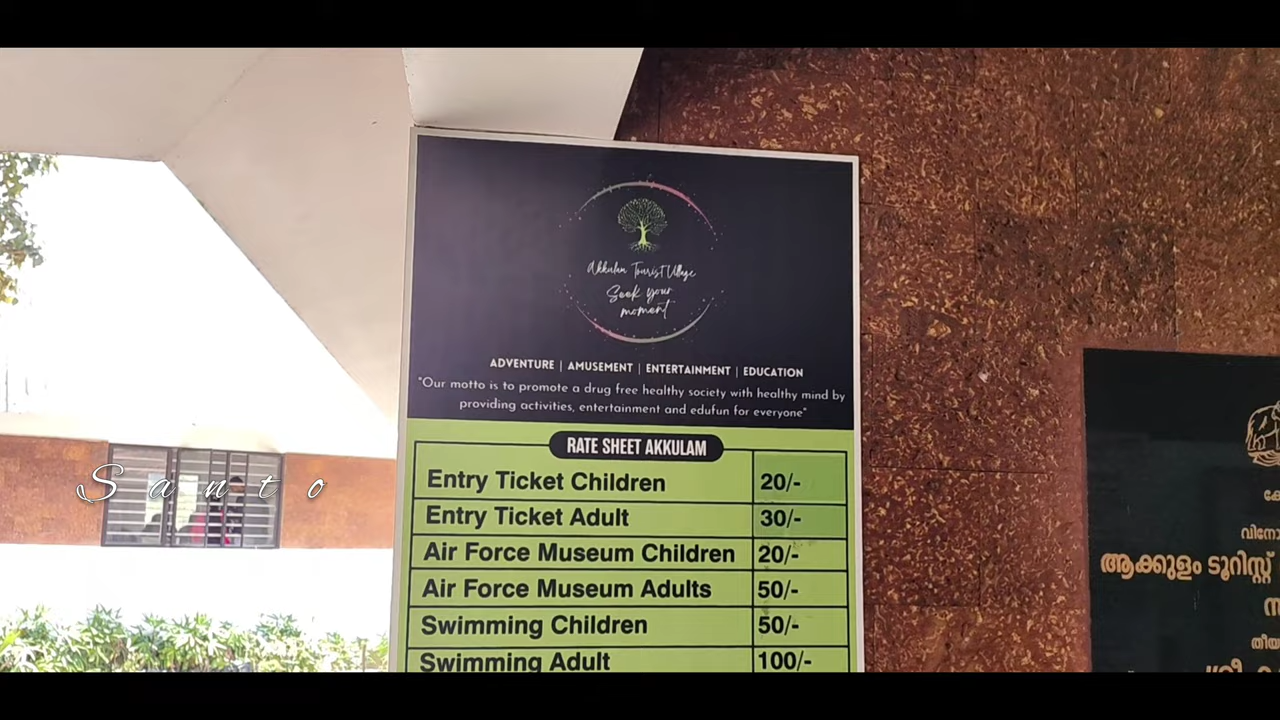 Akkulam Tourist Village
Seek your
moment
ADVENTURE | AMUSEMENT | ENTERTAINMENT | EDUCATION
"Our motto is to promote a drug free healthy society with healthy mind by
providing activities, entertainment and edufun for everyone"
RATE SHEET AKKULAM
Entry Ticket Children 20/-
Entry Ticket Adult 30/-
Air Force Museum Children 20/-
Air Force Museum Adults 50/-
Swimming Children 50/-
Swimming Adult 100/-
Santo
വിനോ
ആക്കുളം ടൂറിസ്റ്റ്
തീയ